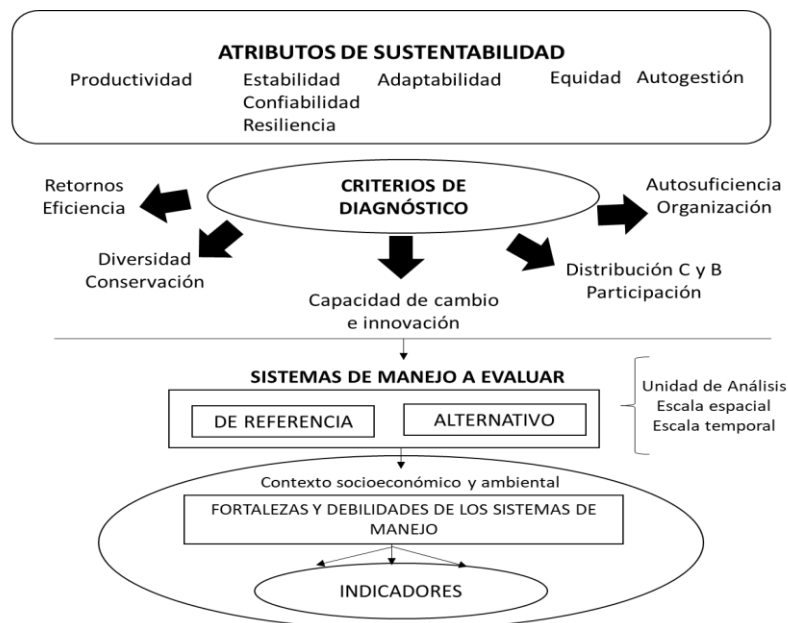 ATRIBUTOS DE SUSTENTABILIDAD
Productividad
Estabilidad
Confiabilidad
Resiliencia
Adaptabilidad
Equidad
Autogestión
CRITERIOS DE
DIAGNÓSTICO
Retornos
Eficiencia
Diversidad
Conservación
Capacidad de cambio
e innovación
Distribución C y B
Participación
Autosuficiencia
Organización
SISTEMAS DE MANEJO A EVALUAR
DE REFERENCIA
ALTERNATIVO
Unidad de Análisis
Escala espacial
Escala temporal
Contexto socioeconómico y ambiental
FORTALEZAS Y DEBILIDADES DE LOS SISTEMAS DE
MANEJO
INDICADORES